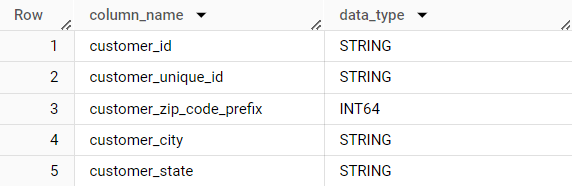 Row column_name data_type
1 customer_id STRING
2 customer_unique_id STRING
3 customer_zip_code_prefix INT64
4 customer_city STRING
5 customer_state STRING